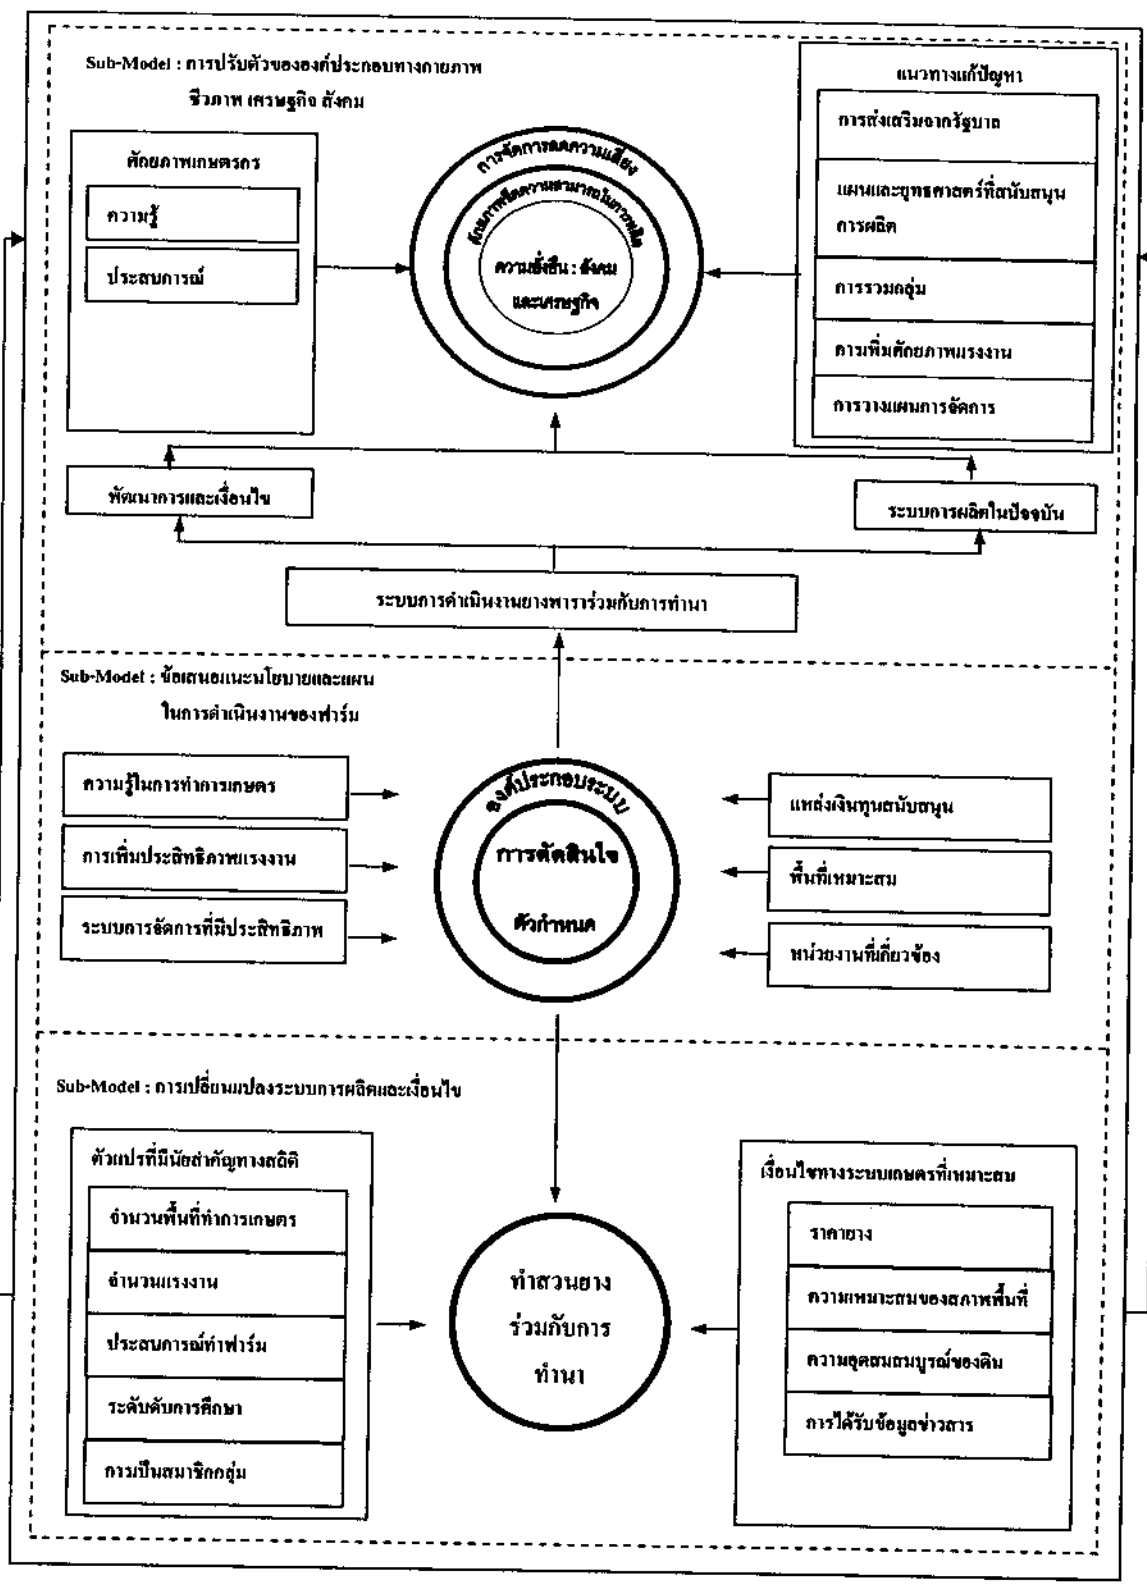 Sub-Model : การปรับตัวขององค์ประกอบทางกายภาพ
ชีวภาพ เศรษฐกิจ สังคม
ศักยภาพเกษตรกร
ความรู้
ประสบการณ์
การจัดการลดความเสี่ยง
ศักยภาพขีดความสามารถในการผลิต
ความยั่งยืน : สังคม
และเศรษฐกิจ
แนวทางแก้ปัญหา
การส่งเสริมจากรัฐบาล
แผนและยุทธศาสตร์ที่สนับสนุน
การผลิต
การรวมกลุ่ม
การเพิ่มศักยภาพแรงงาน
การวางแผนการจัดการ
พัฒนาการและเงื่อนไข
ระบบการผลิตในปัจจุบัน
ระบบการดำเนินงานยางพาราร่วมกับการทำนา
Sub-Model : ข้อเสนอแนะนโยบายและแผน
ในการดำเนินงานของฟาร์ม
ความรู้ในการทำการเกษตร
การเพิ่มประสิทธิภาพแรงงาน
ระบบการจัดการที่มีประสิทธิภาพ
องค์ประกอบระบบ
การตัดสินใจ
ตัวกำหนด
แหล่งเงินทุนสนับสนุน
พื้นที่เหมาะสม
หน่วยงานที่เกี่ยวข้อง
Sub-Model : การเปลี่ยนแปลงระบบการผลิตและเงื่อนไข
ตัวแปรที่มีนัยสำคัญทางสถิติ
จำนวนพื้นที่ทำการเกษตร
จำนวนแรงงาน
ประสบการณ์ทำฟาร์ม
ระดับดับการศึกษา
การเป็นสมาชิกกลุ่ม
ทำสวนยาง
ร่วมกับการ
ทำนา
เงื่อนไขทางระบบเกษตรที่เหมาะสม
ราคายาง
ความเหมาะสมของสภาพพื้นที่
ความอุดมสมบูรณ์ของดิน
การได้รับข้อมูลข่าวสาร